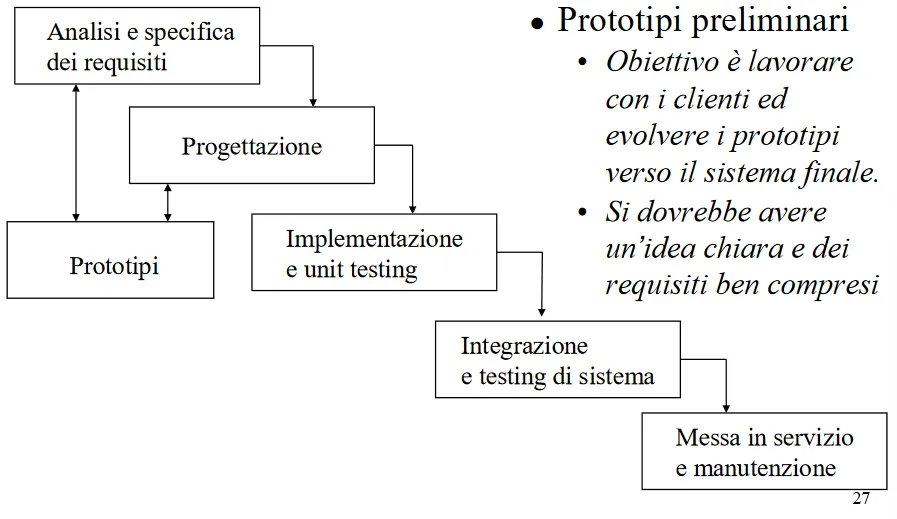 Analisi e specifica
dei requisiti
Progettazione
Prototipi
Implementazione
e unit testing
Integrazione
e testing di sistema
Messa in servizio
e manutenzione
● Prototipi preliminari
• Obiettivo è lavorare
con i clienti ed
evolvere i prototipi
verso il sistema finale.
• Si dovrebbe avere
un’idea chiara e dei
requisiti ben compresi
27